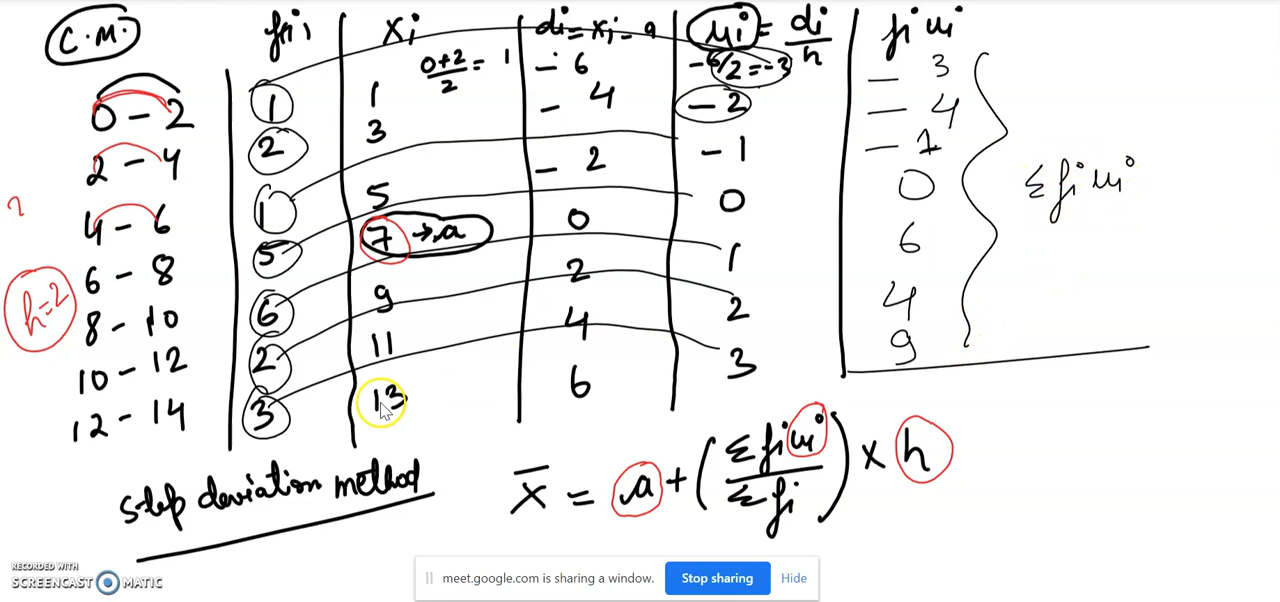 C.M. fri xi di = xi - a ui = di/h fiui
0 - 2 1 0+2/2 = 1 1 - 6 -6/2 = -3 - 3
2 - 4 2 3 - 4 - 2 - 4
4 - 6 1 5 - 2 - 1 - 1
6 - 8 5 7 → a 0 0 0 Σ fiui
8 - 10 6 9 2 1 6
10 - 12 2 11 4 2 4
12 - 14 3 13 6 3 9
h=2
step deviation method
x̄ = a + (Σ fiui / Σ fi) × h
RECORDED WITH
SCREENCAST MATIC
meet.google.com is sharing a window. Stop sharing Hide